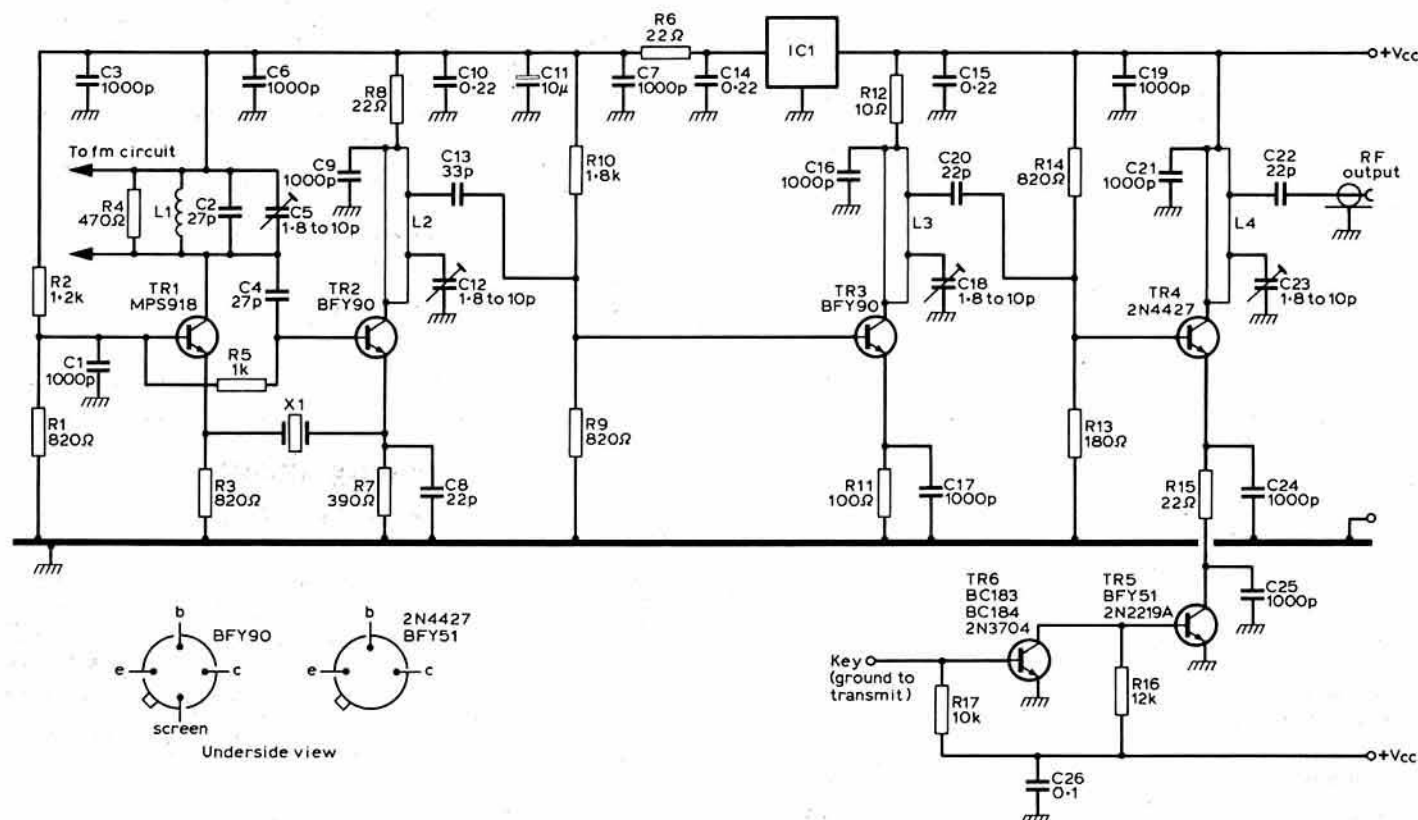 R6
22Ω
IC1
+Vcc
C3
1000p
C6
1000p
R8
22Ω
C10
0·22
C11
10µ
C7
1000p
C14
0·22
R12
10Ω
C15
0·22
C19
1000p
To fm circuit
R4
470Ω
L1
C2
27p
C5
1·8 to 10p
C9
1000p
C13
33p
L2
R10
1·8k
C16
1000p
C20
22p
L3
R14
820Ω
C21
1000p
C22
22p
RF
output
L4
R2
1·2k
TR1
MPS918
C4
27p
TR2
BFY90
C12
1·8 to 10p
TR3
BFY90
C18
1·8 to 10p
TR4
2N4427
C23
1·8 to 10p
C1
1000p
R5
1k
R1
820Ω
X1
R3
820Ω
R7
390Ω
C8
22p
R9
820Ω
R11
100Ω
C17
1000p
R13
180Ω
R15
22Ω
C24
1000p
b
BFY90
e
c
screen
b
2N4427
BFY51
e
c
Underside view
TR6
BC183
BC184
2N3704
TR5
BFY51
2N2219A
C25
1000p
Key
(ground to
transmit)
R17
10k
R16
12k
+Vcc
C26
0·1